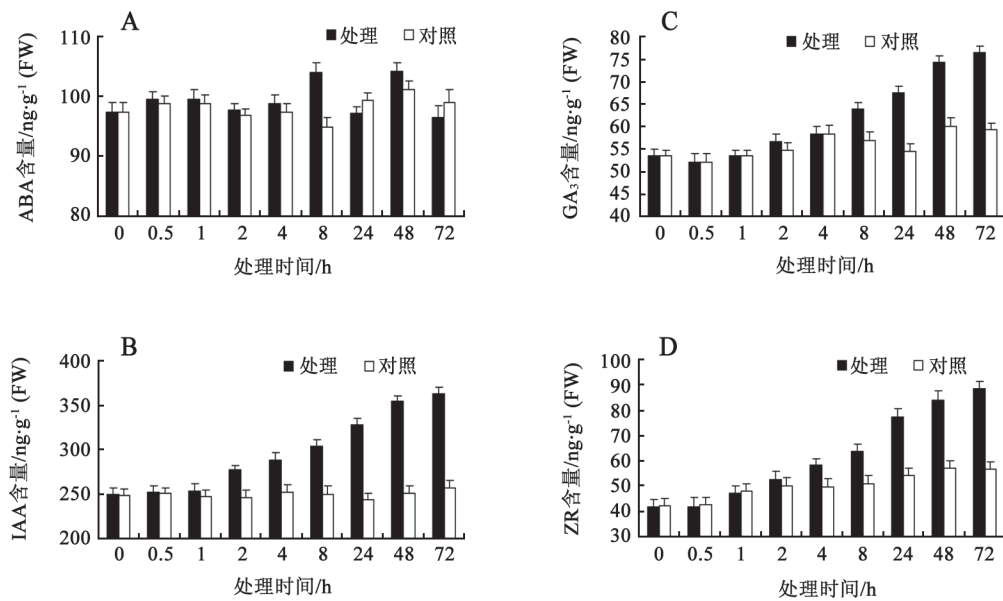 A
■处理 □对照
ABA含量/ng·g⁻¹ (FW)
110
100
90
80
0 0.5 1 2 4 8 24 48 72
处理时间/h
C
■处理 □对照
GA₃含量/ng·g⁻¹ (FW)
80
75
70
65
60
55
50
45
40
0 0.5 1 2 4 8 24 48 72
处理时间/h
B
■处理 □对照
IAA含量/ng·g⁻¹ (FW)
400
350
300
250
200
0 0.5 1 2 4 8 24 48 72
处理时间/h
D
■处理 □对照
ZR含量/ng·g⁻¹ (FW)
100
90
80
70
60
50
40
30
0 0.5 1 2 4 8 24 48 72
处理时间/h